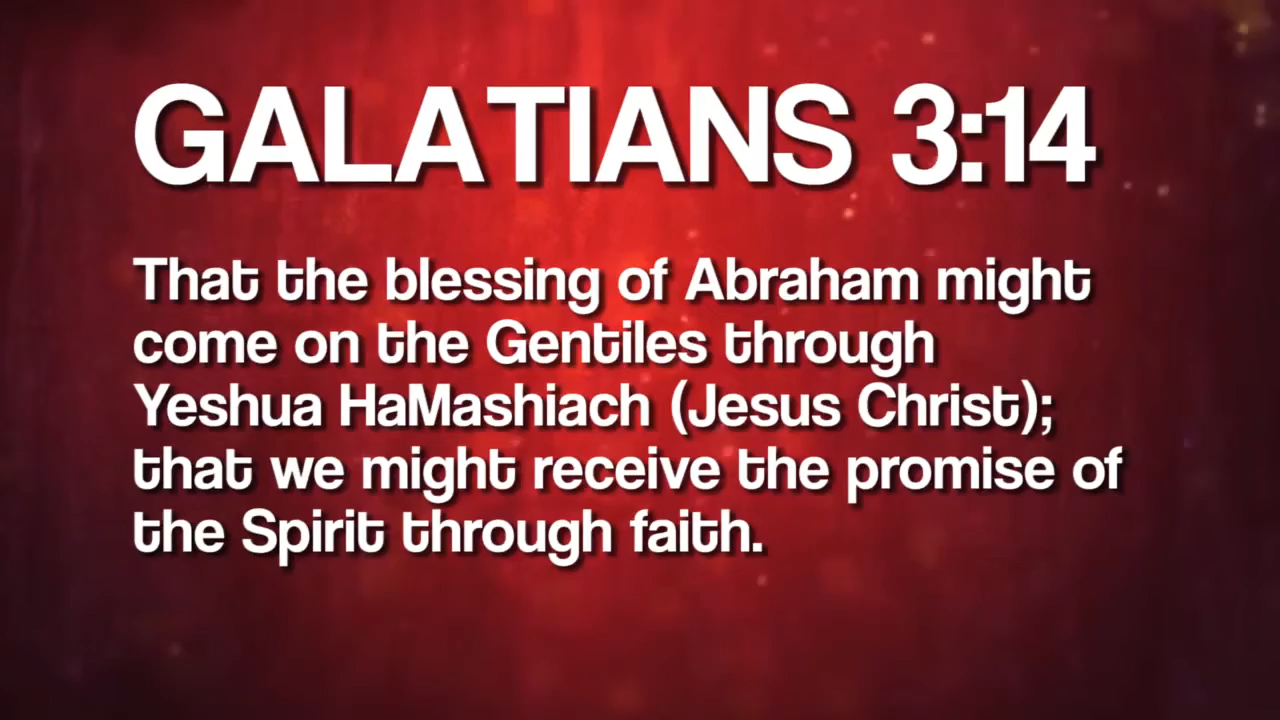 GALATIANS 3:14
That the blessing of Abraham might
come on the Gentiles through
Yeshua HaMashiach (Jesus Christ);
that we might receive the promise of
the Spirit through faith.